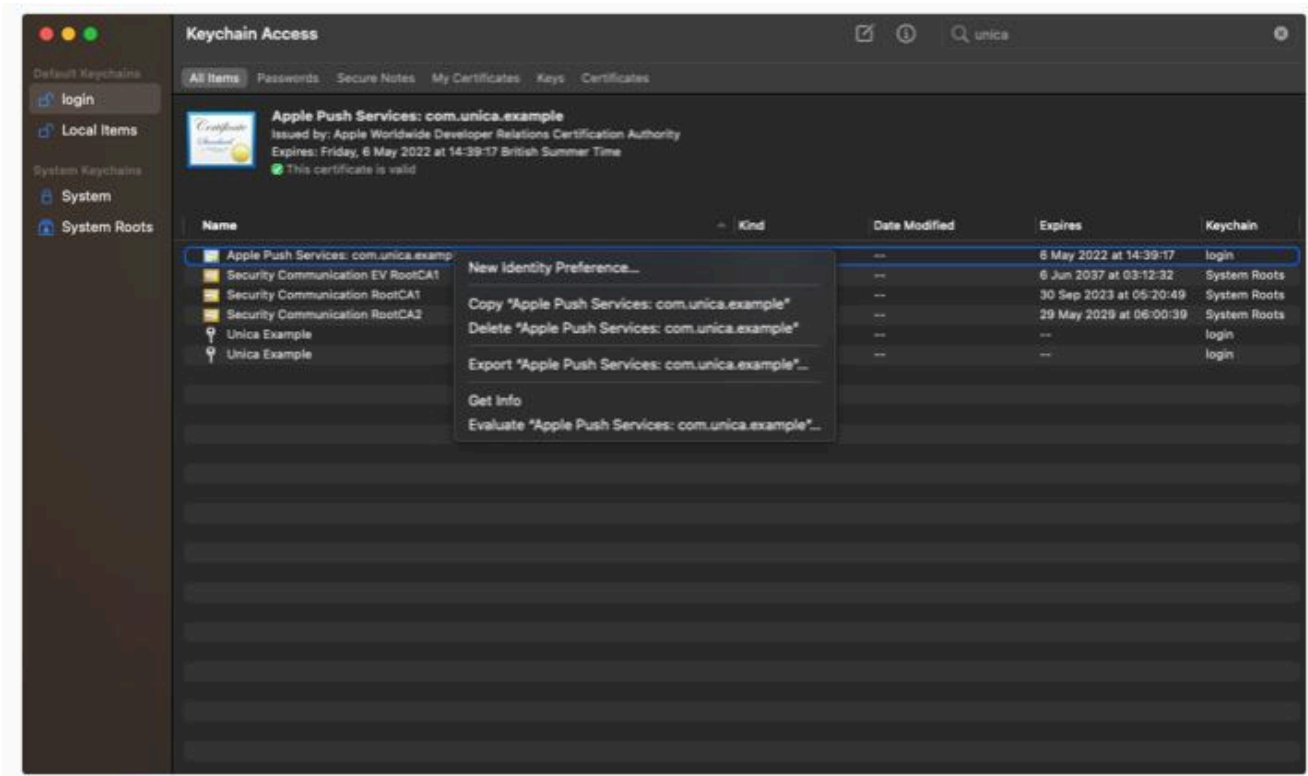 Keychain Access
unica
Default Keychains
login
Local Items
System Keychains
System
System Roots
All Items Passwords Secure Notes My Certificates Keys Certificates
Apple Push Services: com.unica.example
Issued by: Apple Worldwide Developer Relations Certification Authority
Expires: Friday, 6 May 2022 at 14:39:17 British Summer Time
This certificate is valid
Name Kind Date Modified Expires Keychain
Apple Push Services: com.unica.examp -- 6 May 2022 at 14:39:17 login
Security Communication EV RootCA1 -- 6 Jun 2037 at 03:12:32 System Roots
Security Communication RootCA1 -- 30 Sep 2023 at 05:20:49 System Roots
Security Communication RootCA2 -- 29 May 2029 at 06:00:39 System Roots
Unica Example -- -- login
Unica Example -- -- login
New Identity Preference...
Copy "Apple Push Services: com.unica.example"
Delete "Apple Push Services: com.unica.example"
Export "Apple Push Services: com.unica.example"...
Get Info
Evaluate "Apple Push Services: com.unica.example"...